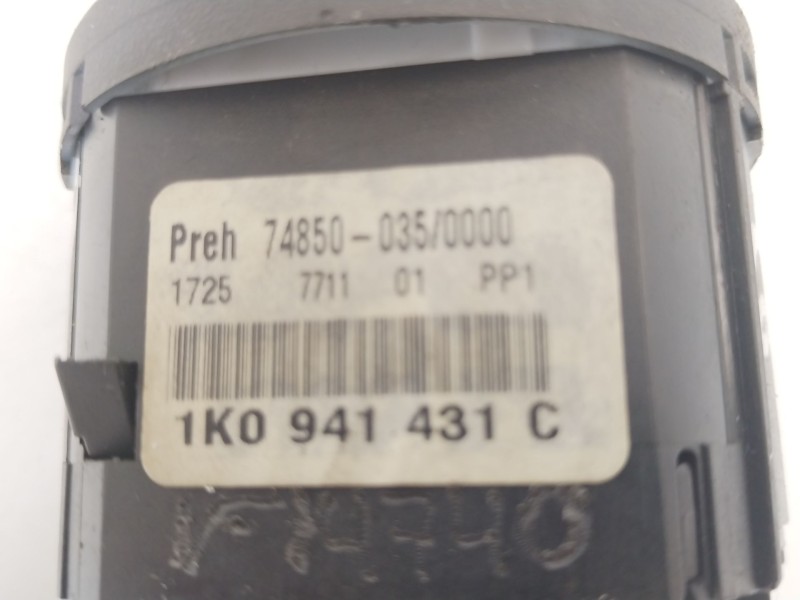 Preh 74850-035/0000
1725 7711 01 PP1
1K0 941 431 C